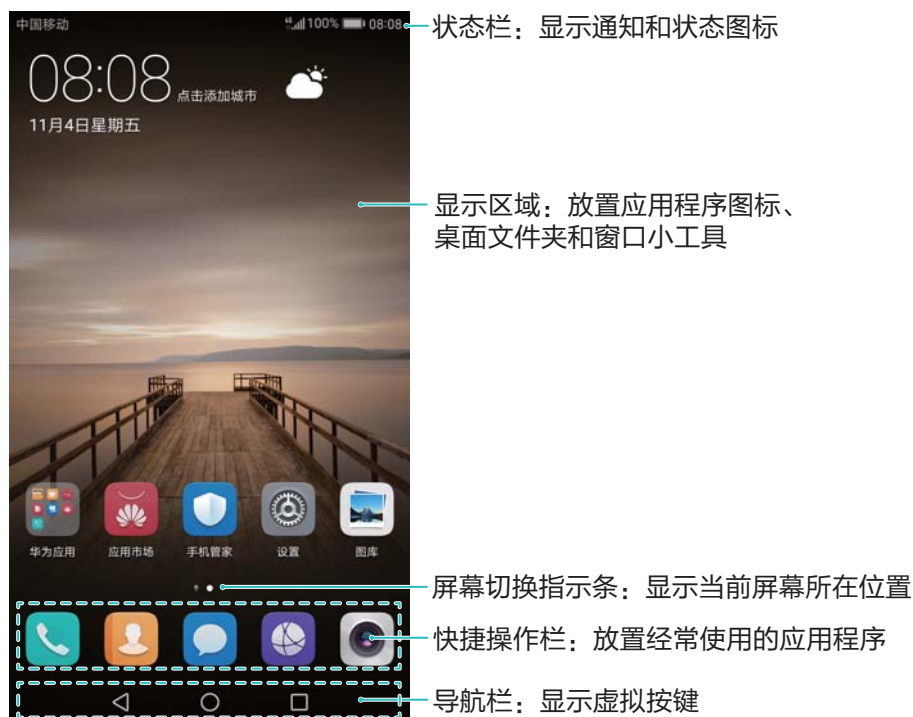 中国移动
100% 08:08
状态栏：显示通知和状态图标
08:08
点击添加城市
11月4日星期五
显示区域：放置应用程序图标、
桌面文件夹和窗口小工具
华为应用
应用市场
手机管家
设置
图库
屏幕切换指示条：显示当前屏幕所在位置
快捷操作栏：放置经常使用的应用程序
导航栏：显示虚拟按键